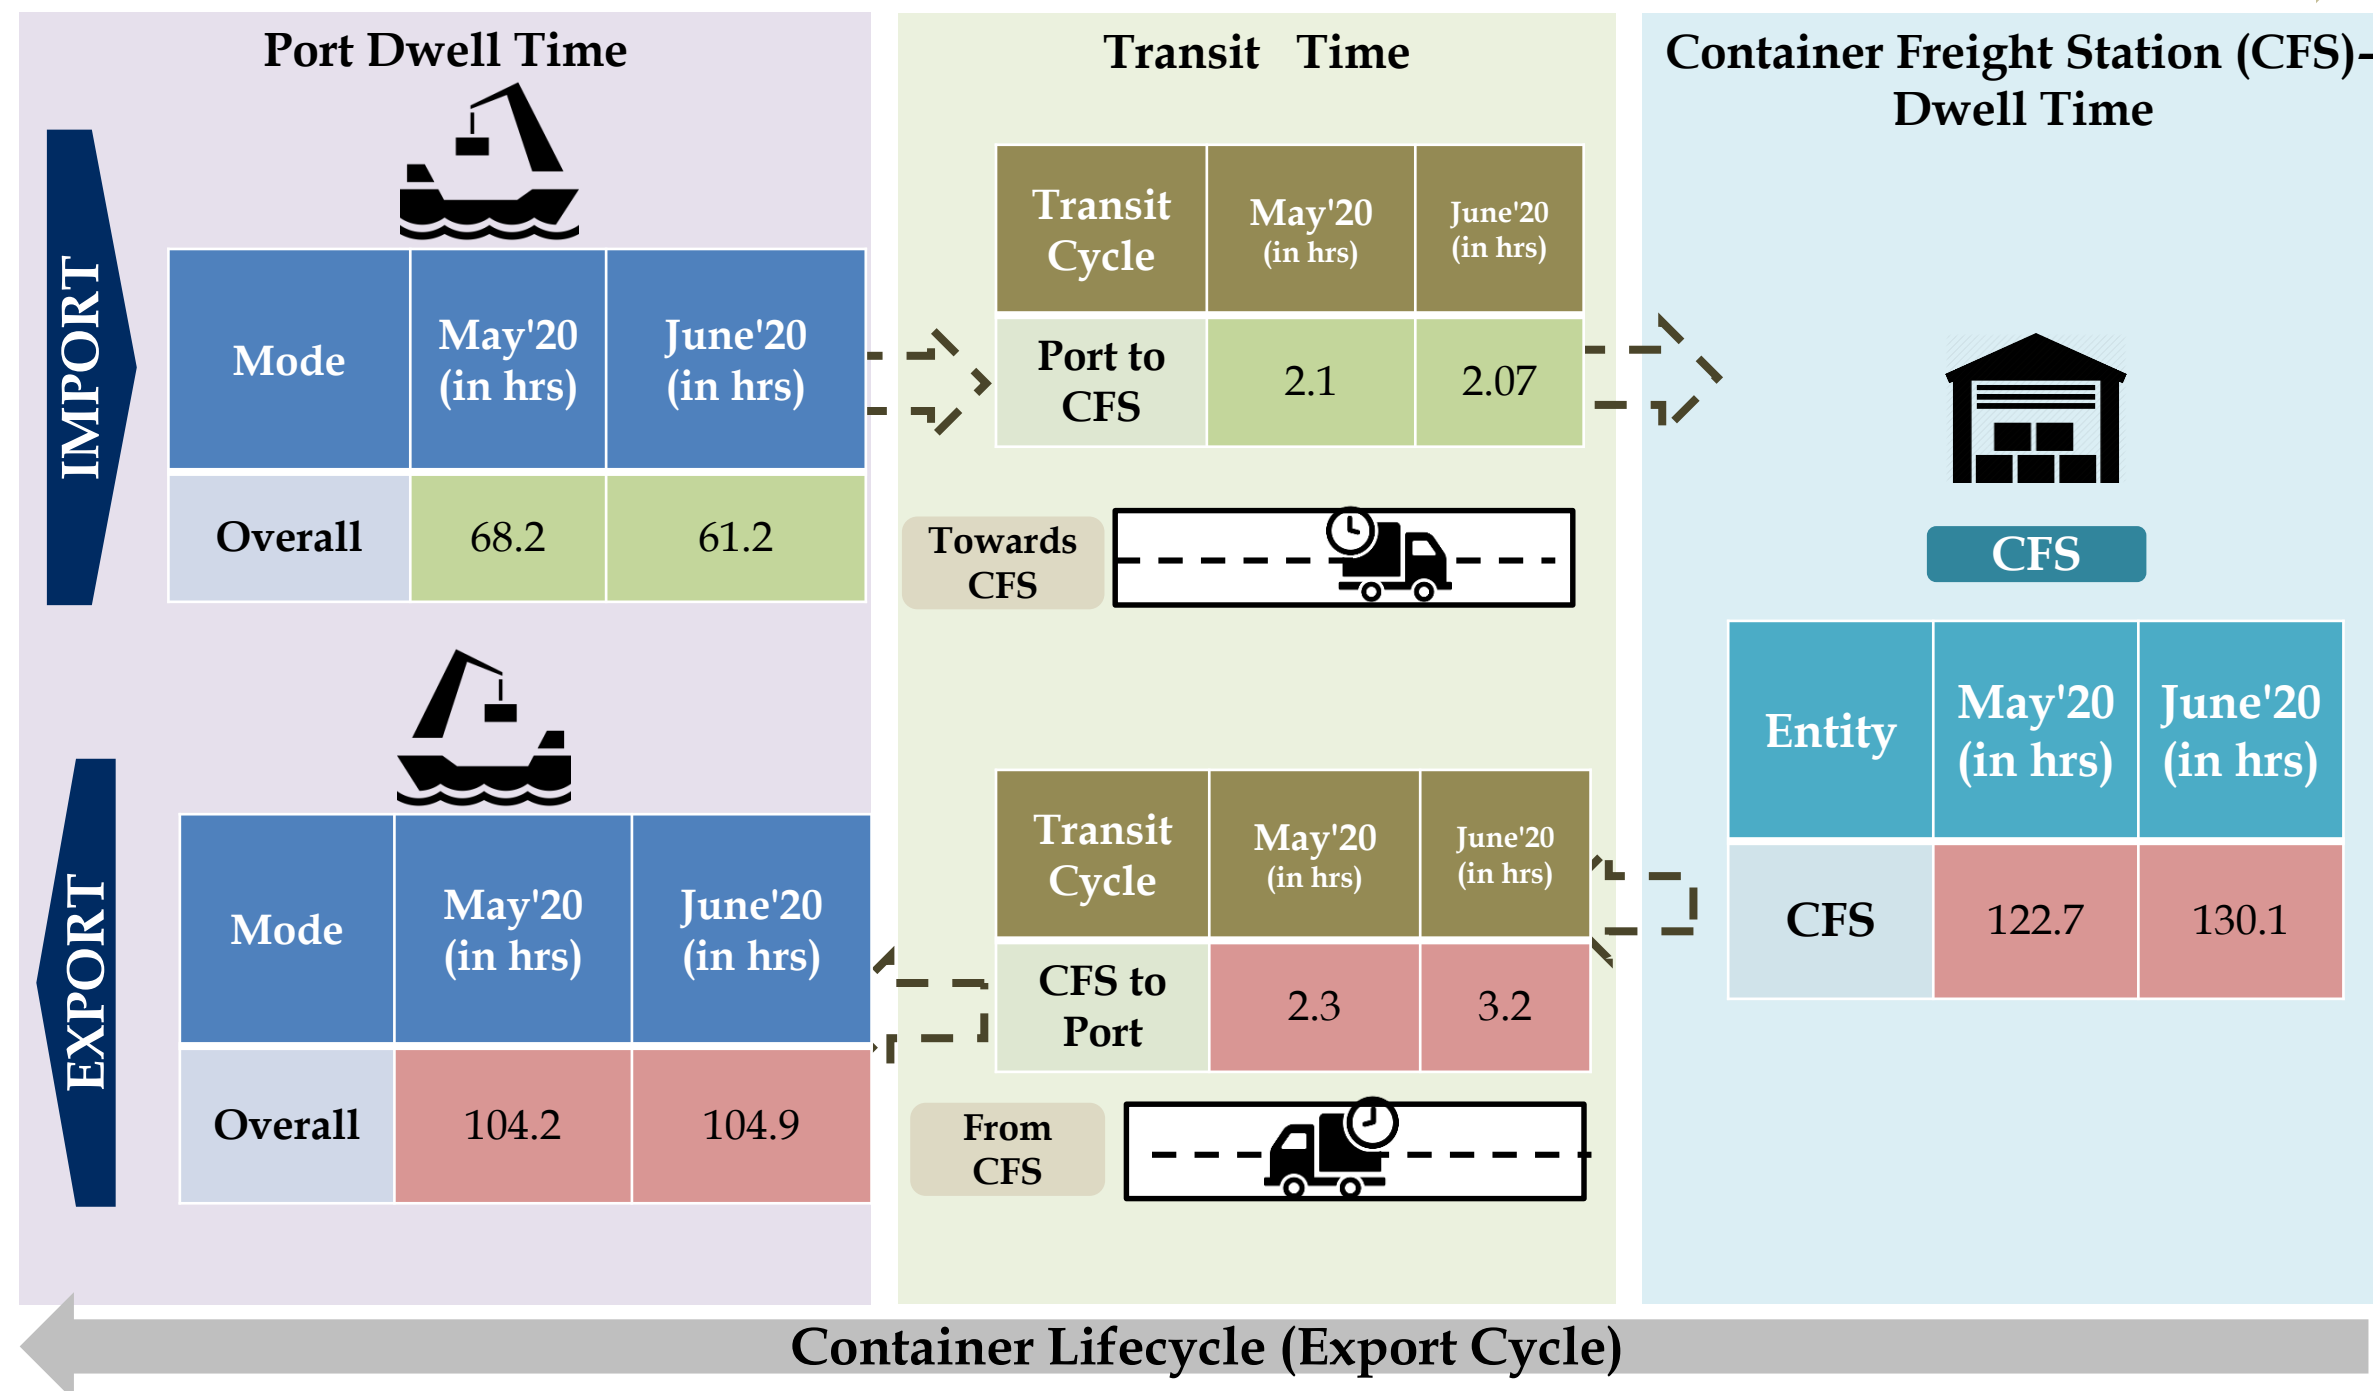 Port Dwell Time
IMPORT
Mode
May'20
(in hrs)
June'20
(in hrs)
Overall
68.2
61.2
EXPORT
Mode
May'20
(in hrs)
June'20
(in hrs)
Overall
104.2
104.9
Transit Time
Transit
Cycle
May'20
(in hrs)
June'20
(in hrs)
Port to
CFS
2.1
2.07
Towards
CFS
Transit
Cycle
May'20
(in hrs)
June'20
(in hrs)
CFS to
Port
2.3
3.2
From
CFS
Container Freight Station (CFS)-
Dwell Time
CFS
Entity
May'20
(in hrs)
June'20
(in hrs)
CFS
122.7
130.1
Container Lifecycle (Export Cycle)